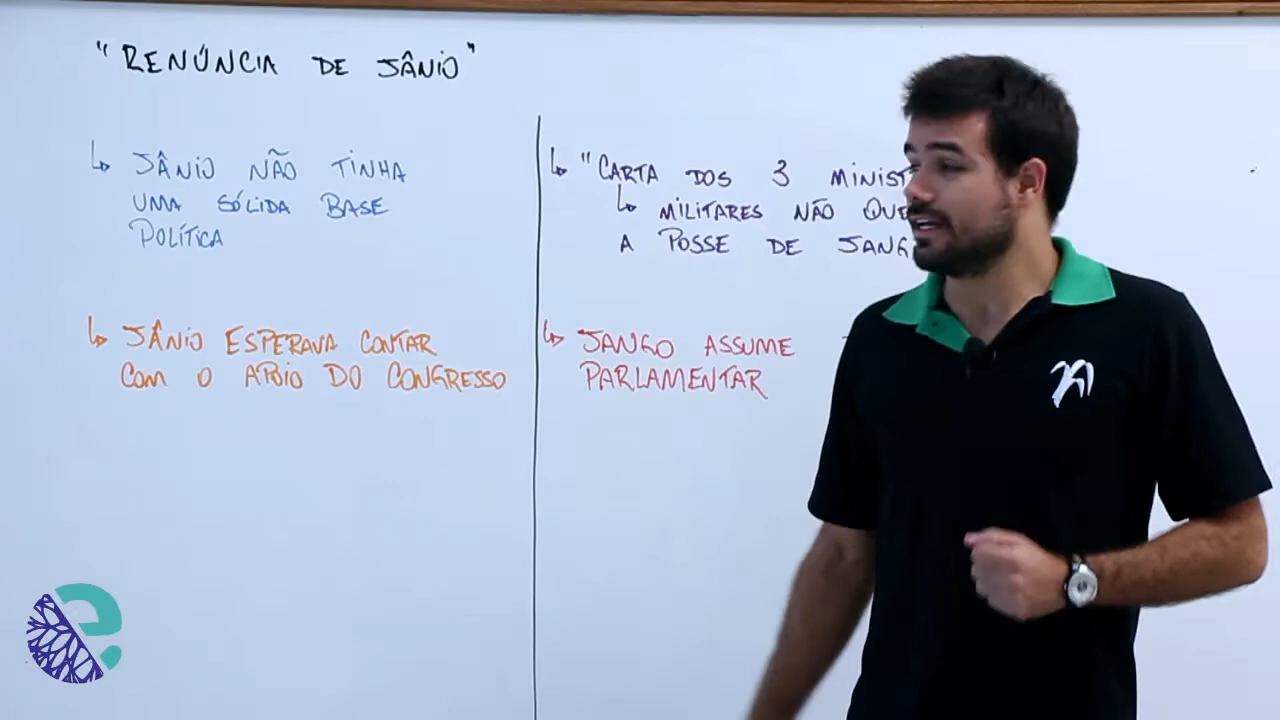 "RENÚNCIA DE JÂNIO"
↳ JÂNIO NÃO TINHA
UMA SÓLIDA BASE
POLÍTICA
↳ JÂNIO ESPERAVA CONTAR
COM O APOIO DO CONGRESSO
↳ "CARTA DOS 3
↳ MILITARES NÃO
A POSSE DE
↳ JANGO ASSUME
PARLAMENTAR